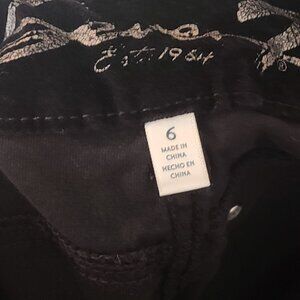 Est. 1964
6
MADE IN
CHINA
HECHO EN
CHINA